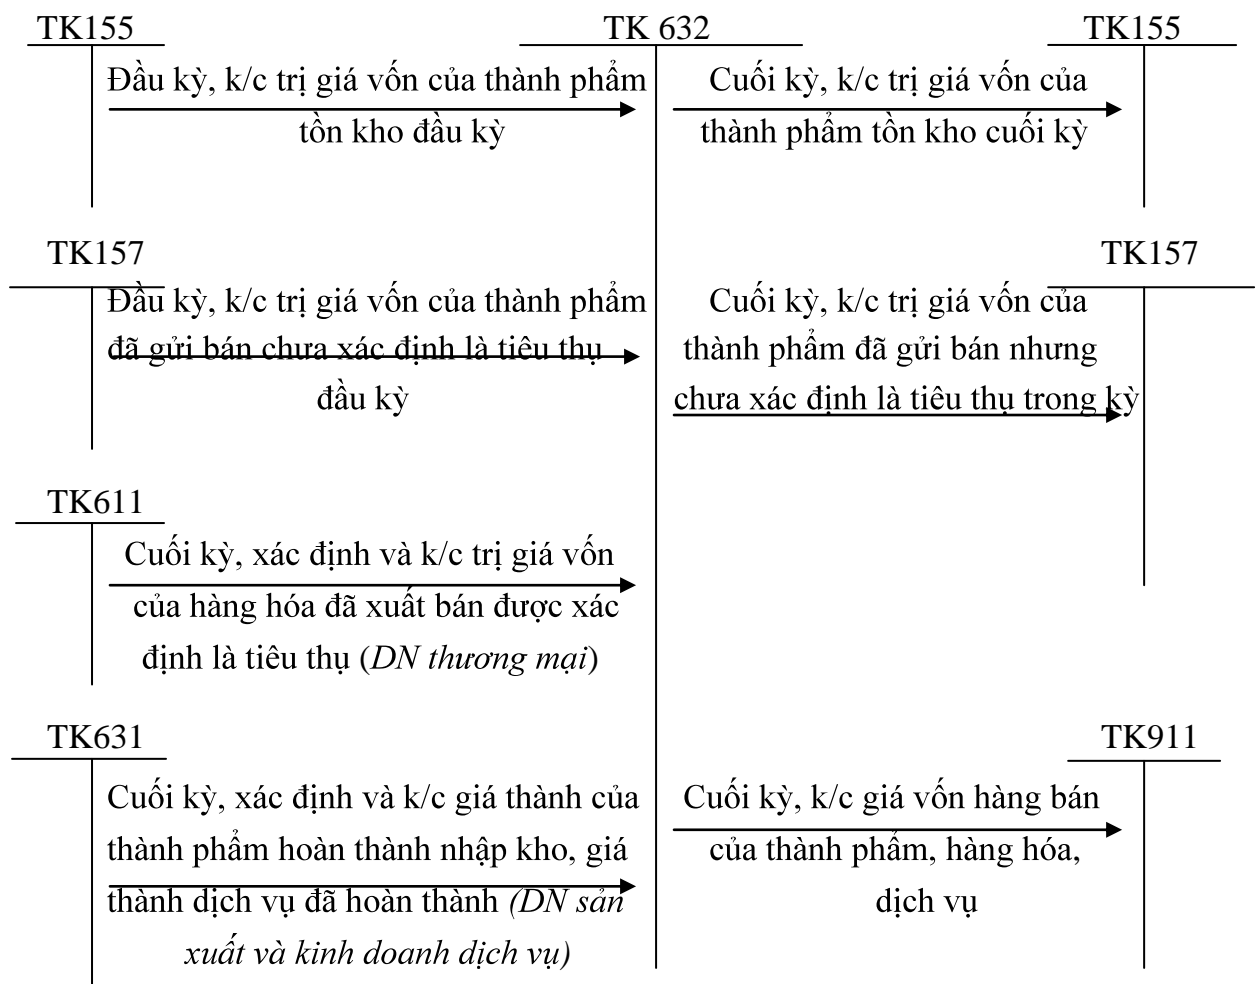 TK155
TK 632
TK155
Đầu kỳ, k/c trị giá vốn của thành phẩm
tồn kho đầu kỳ
Cuối kỳ, k/c trị giá vốn của
thành phẩm tồn kho cuối kỳ
TK157
TK157
Đầu kỳ, k/c trị giá vốn của thành phẩm
đã gửi bán chưa xác định là tiêu thụ
đầu kỳ
Cuối kỳ, k/c trị giá vốn của
thành phẩm đã gửi bán nhưng
chưa xác định là tiêu thụ trong kỳ
TK611
Cuối kỳ, xác định và k/c trị giá vốn
của hàng hóa đã xuất bán được xác
định là tiêu thụ (DN thương mại)
TK631
TK911
Cuối kỳ, xác định và k/c giá thành của
thành phẩm hoàn thành nhập kho, giá
thành dịch vụ đã hoàn thành (DN sản
xuất và kinh doanh dịch vụ)
Cuối kỳ, k/c giá vốn hàng bán
của thành phẩm, hàng hóa,
dịch vụ